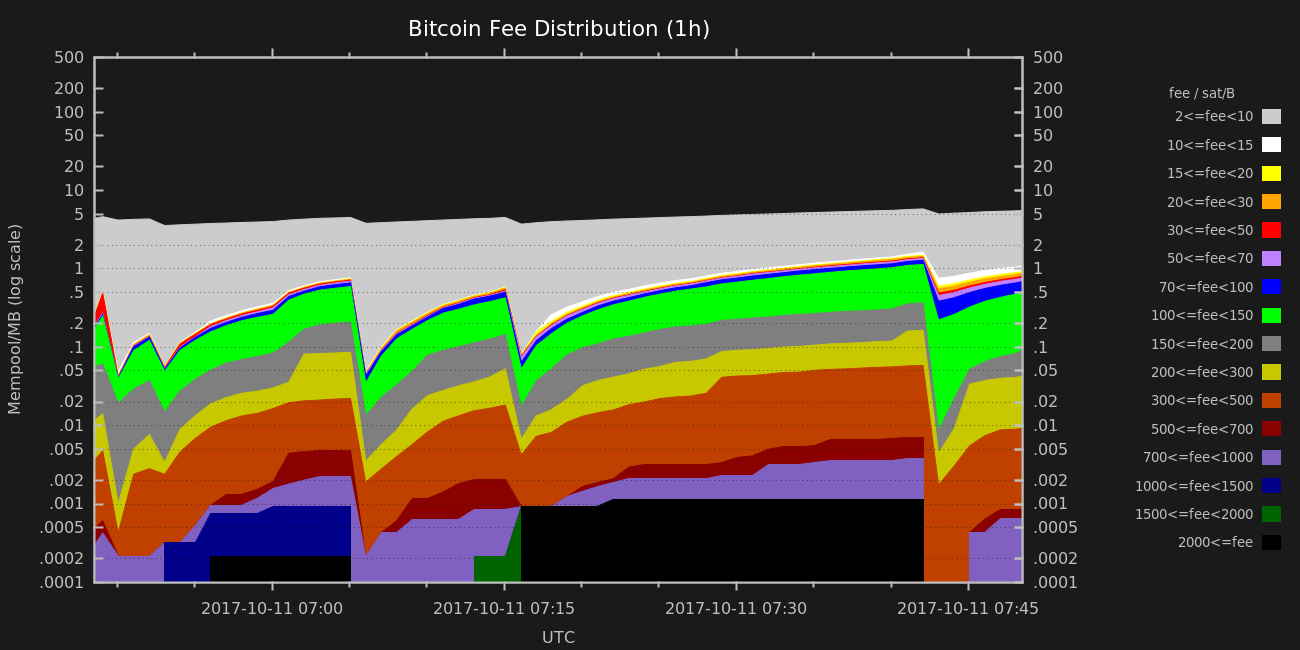 Bitcoin Fee Distribution (1h)
500 500
200 200
100 100
50 50
20 20
10 10
5 5
2 2
1 1
.5 .5
.2 .2
.1 .1
.05 .05
.02 .02
.01 .01
.005 .005
.002 .002
.001 .001
.0005 .0005
.0002 .0002
.0001 .0001
Mempool/MB (log scale)
2017-10-11 07:00 2017-10-11 07:15 2017-10-11 07:30 2017-10-11 07:45
UTC
fee / sat/B
2<=fee<10
10<=fee<15
15<=fee<20
20<=fee<30
30<=fee<50
50<=fee<70
70<=fee<100
100<=fee<150
150<=fee<200
200<=fee<300
300<=fee<500
500<=fee<700
700<=fee<1000
1000<=fee<1500
1500<=fee<2000
2000<=fee